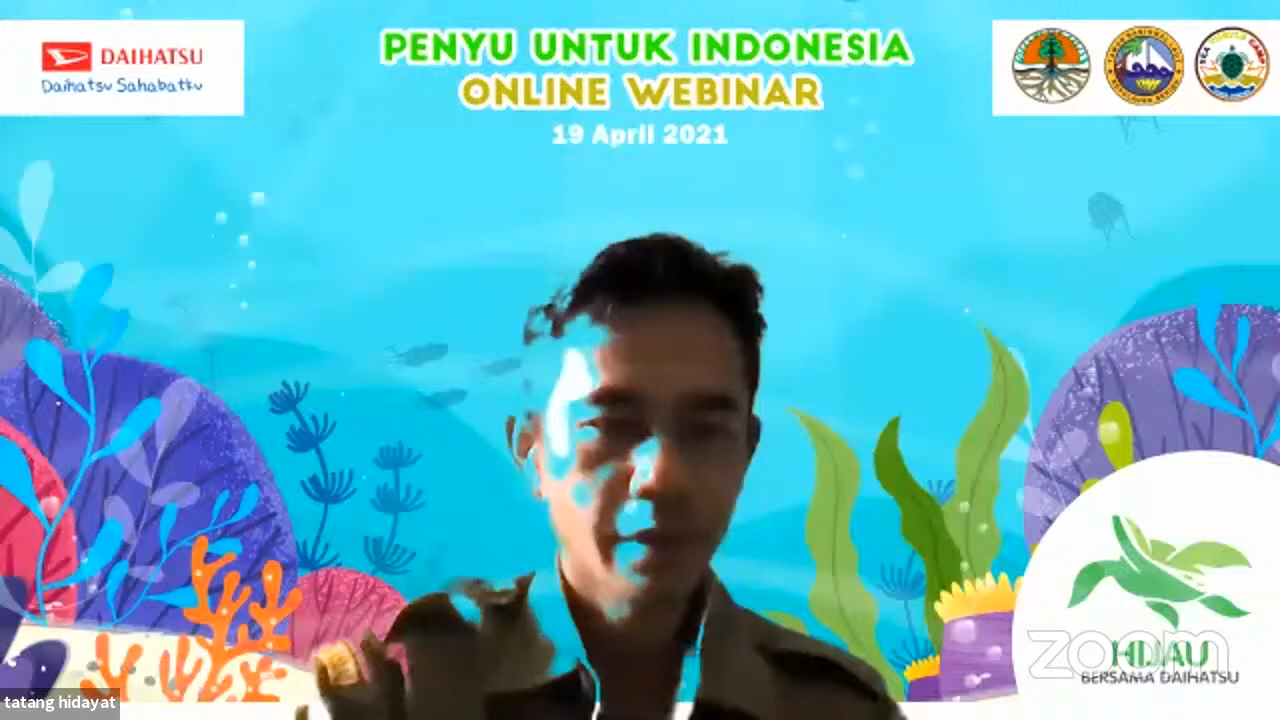 DAIHATSU
Daihatsu Sahabatku
PENYU UNTUK INDONESIA
ONLINE WEBINAR
19 April 2021
HIJAU
BERSAMA DAIHATSU
zoom
tatang hidayat